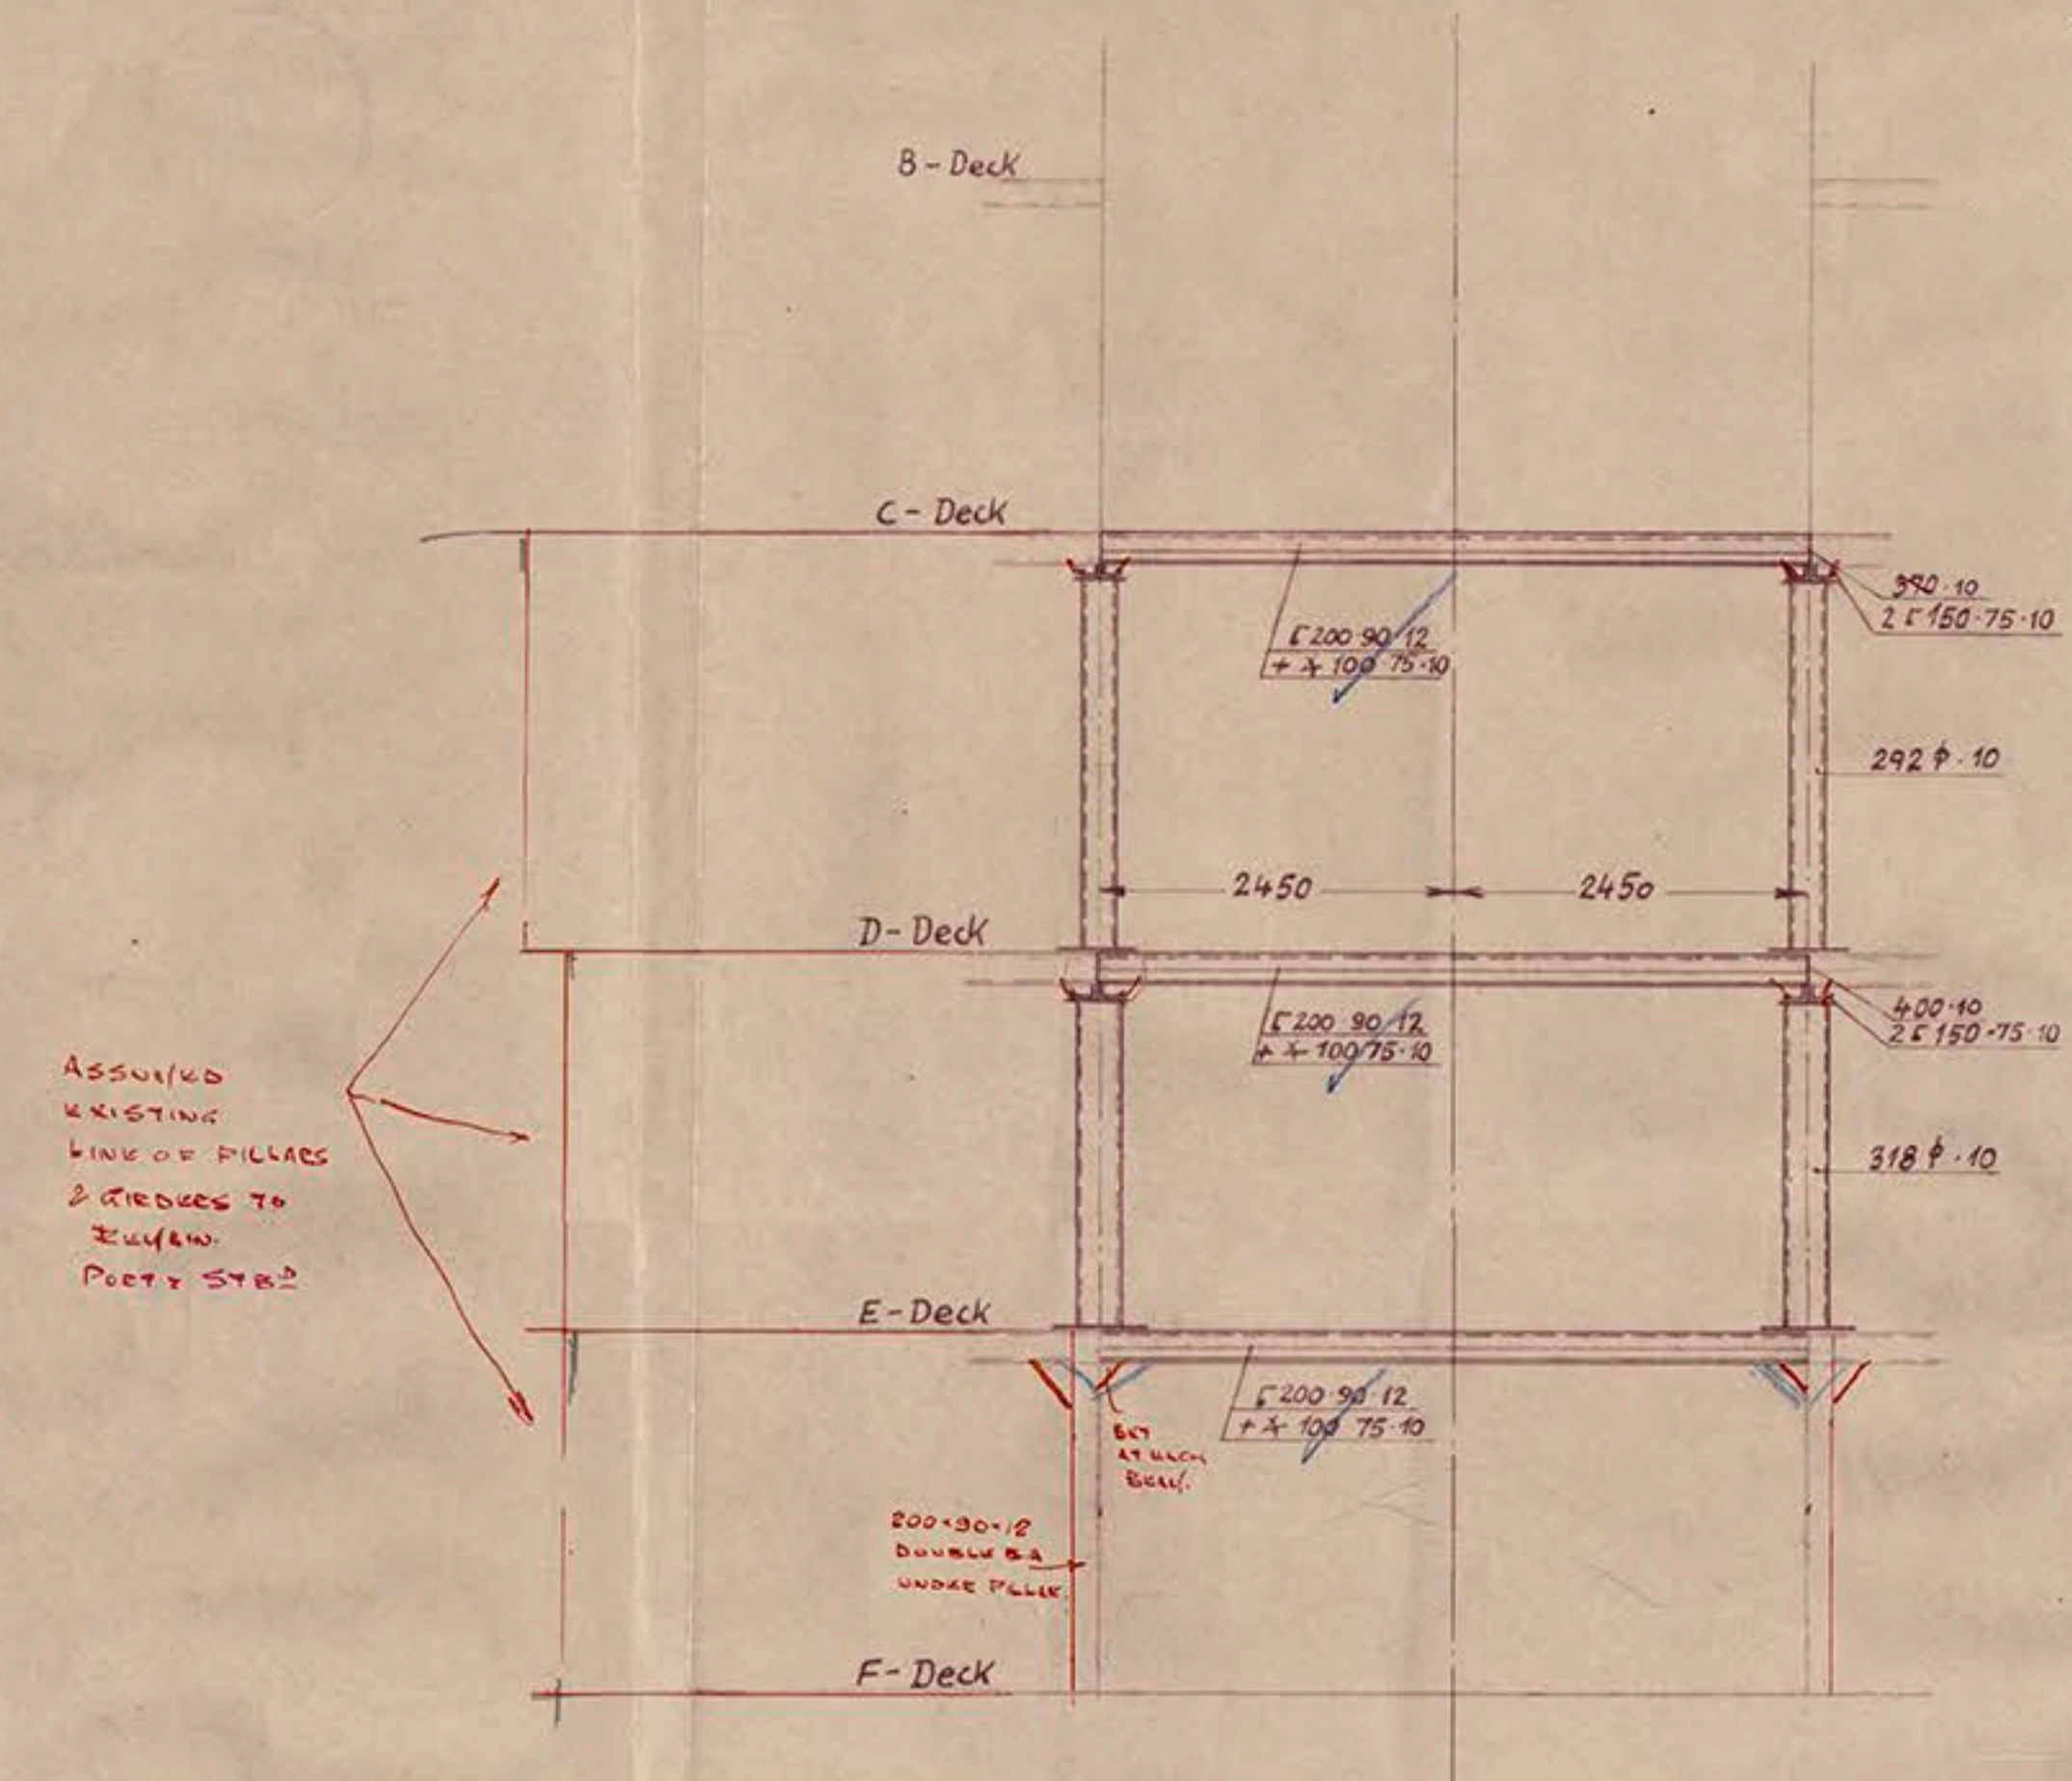 B-Deck
C-Deck
370·10
2 [ 150·75·10
[ 200 90 12
+ ∠ 100 75·10
292 ϕ·10
2450 2450
D-Deck
400·10
2 [ 150·75·10
[ 200 90 12
+ ∠ 100 75·10
ASSUMED
EXISTING
LINE OF PILLARS
& GIRDERS TO
REMAIN.
PORT & STBD
318 ϕ·10
E-Deck
[ 200·90·12
+ ∠ 100 75·10
BKT
AT EACH
BEAM.
200×90×12
DOUBLE BA
UNDER PILLAR
F-Deck